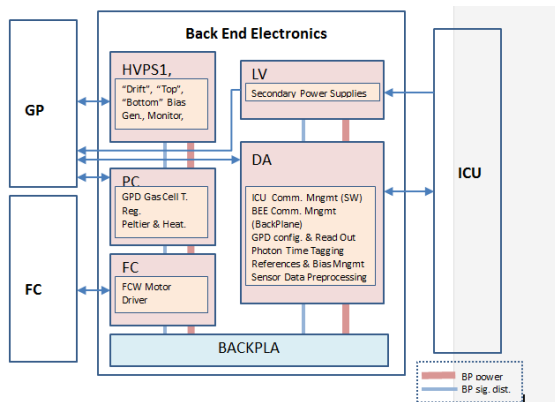 Back End Electronics
HVPS1,
"Drift", "Top",
"Bottom" Bias
Gen., Monitor,
LV
Secondary Power Supplies
GP
DA
ICU Comm. Mngmt (SW)
BEE Comm. Mngmt
(BackPlane)
GPD config. & Read Out
Photon Time Tagging
References & Bias Mngmt
Sensor Data Preprocessing
ICU
PC
GPD Gas Cell T.
Reg.
Peltier & Heat.
FC
FC
FCW Motor
Driver
BACKPLA
BP power
BP sig. dist.